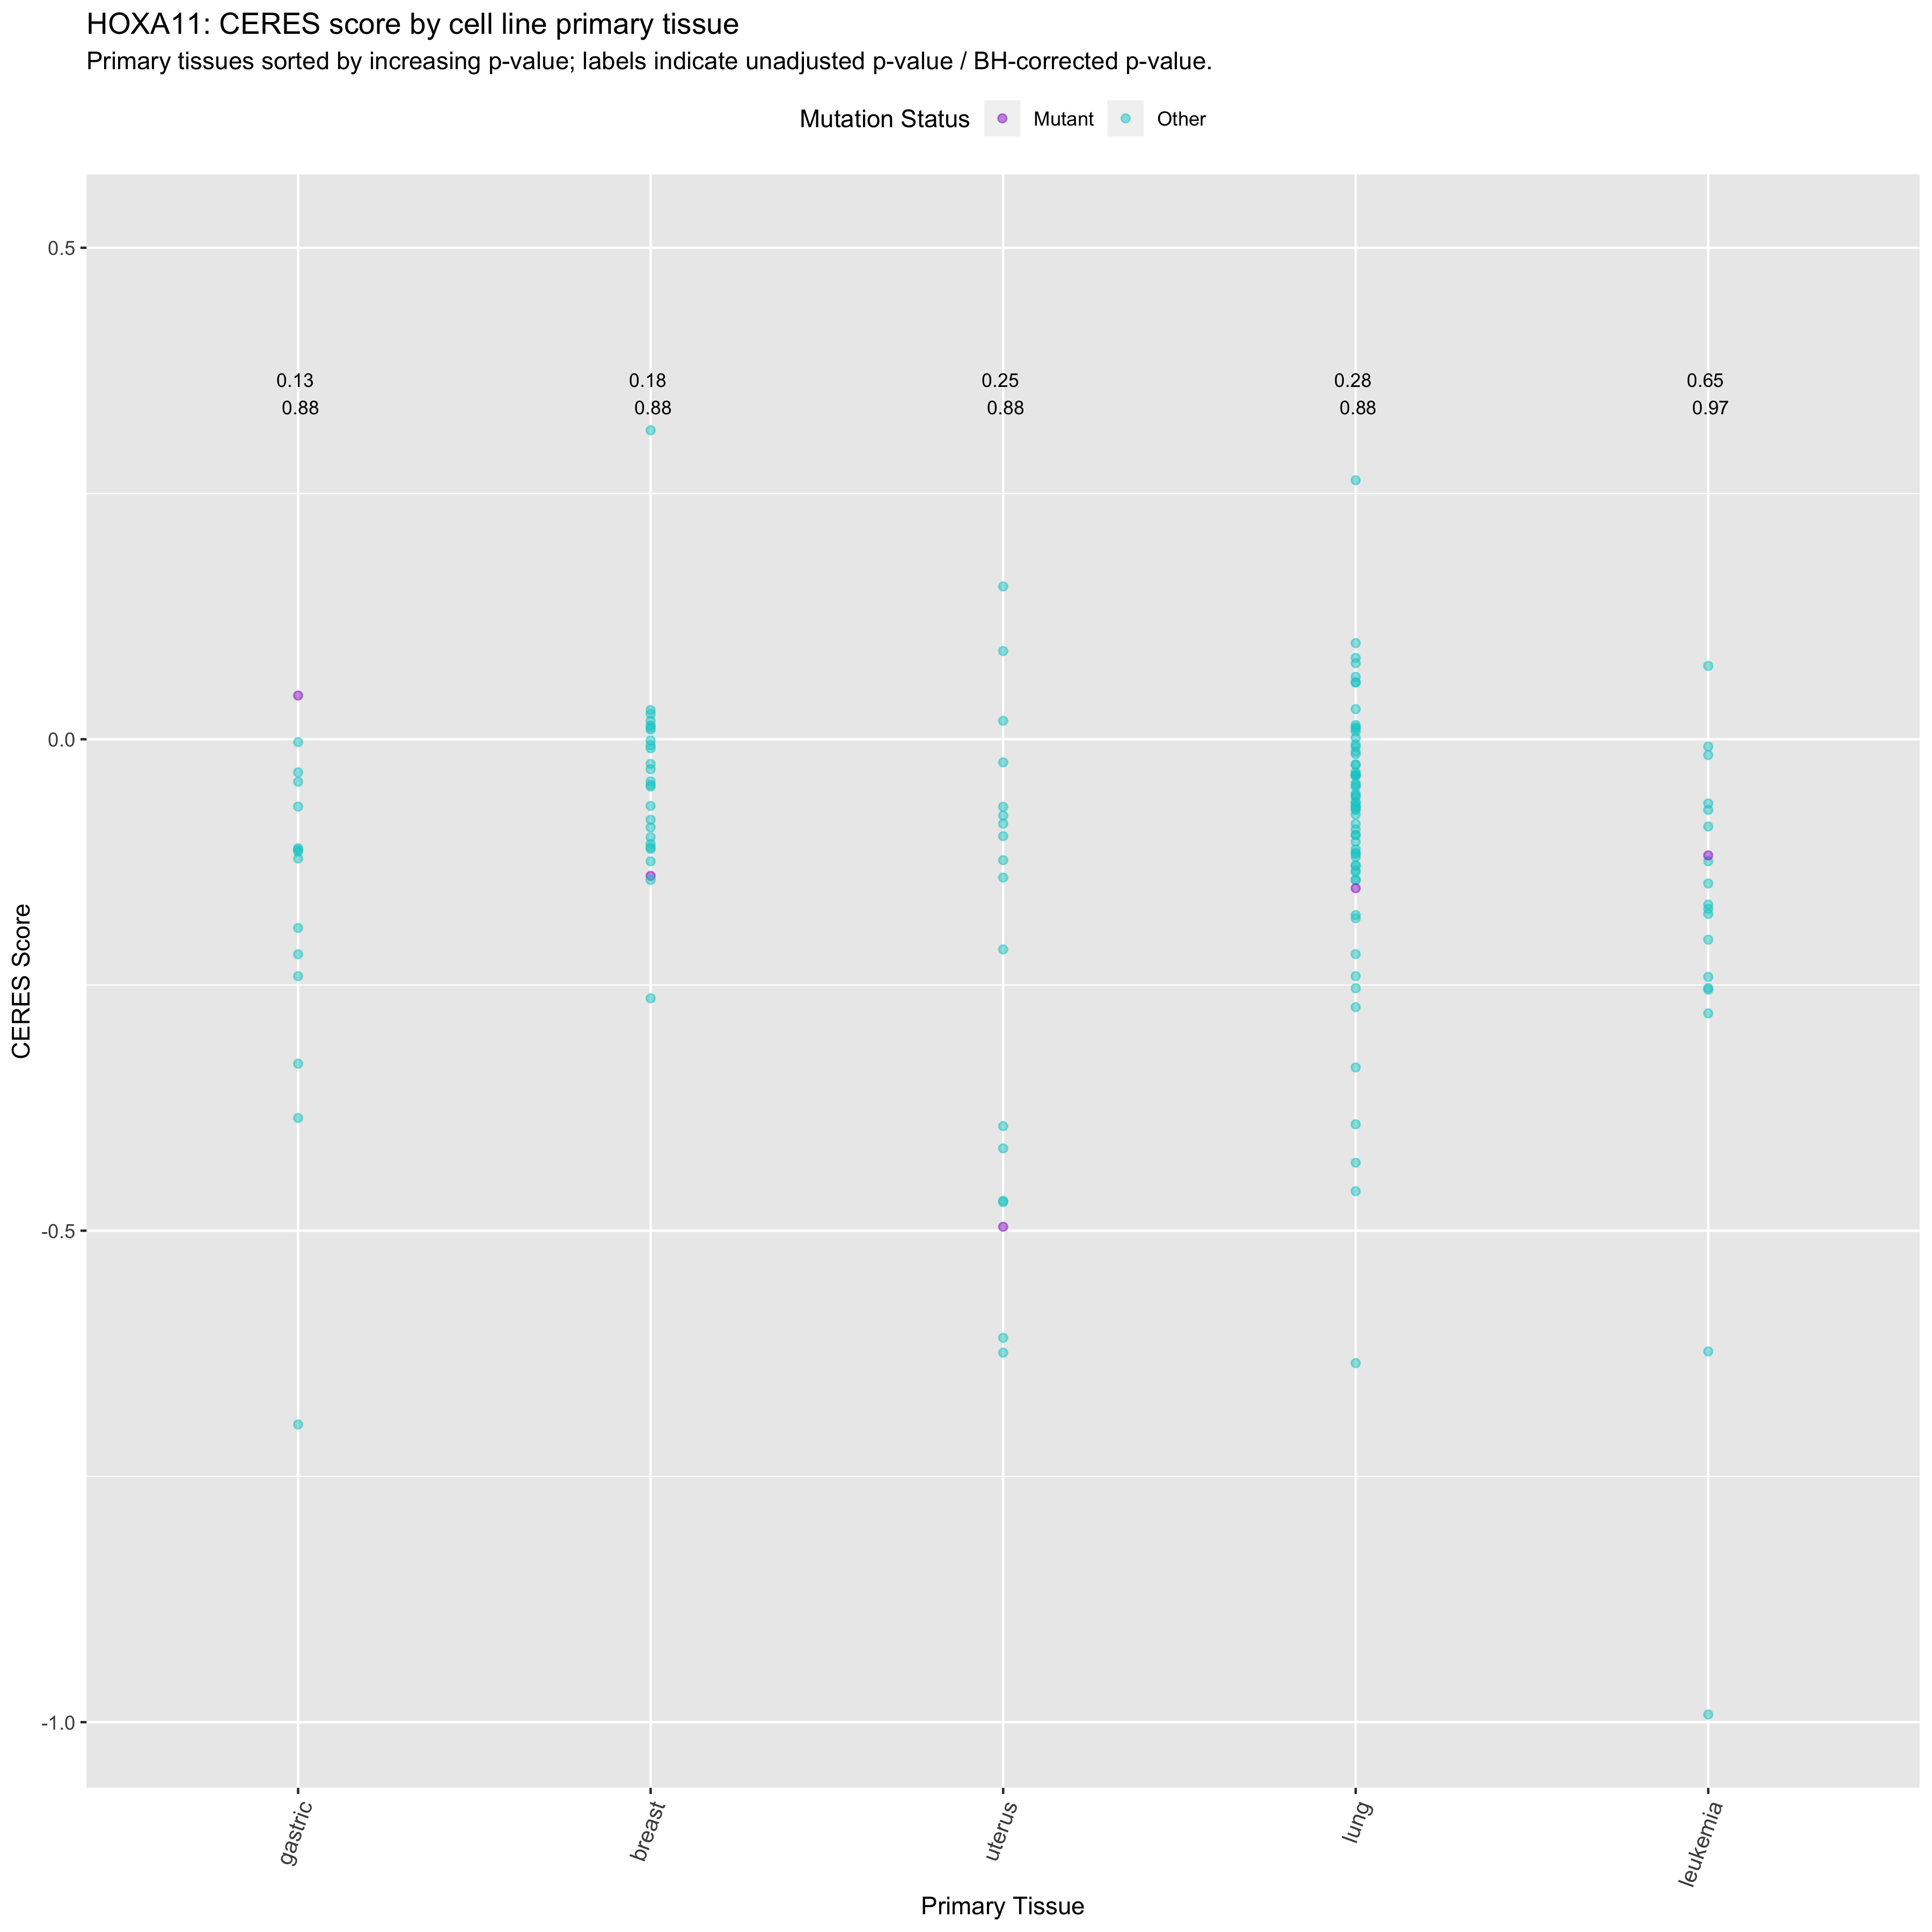 HOXA11: CERES score by cell line primary tissue
Primary tissues sorted by increasing p-value; labels indicate unadjusted p-value / BH-corrected p-value.
Mutation Status Mutant Other
0.5
0.13 0.18 0.25 0.28 0.65
0.88 0.88 0.88 0.88 0.97
0.0
CERES Score
-0.5
-1.0
gastric breast uterus lung leukemia
Primary Tissue